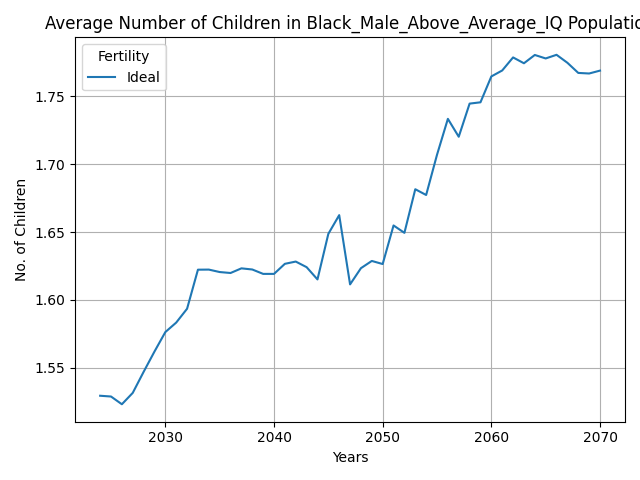 Average Number of Children in Black_Male_Above_Average_IQ Populatio
Fertility
Ideal
No. of Children
1.75
1.70
1.65
1.60
1.55
2030 2040 2050 2060 2070
Years